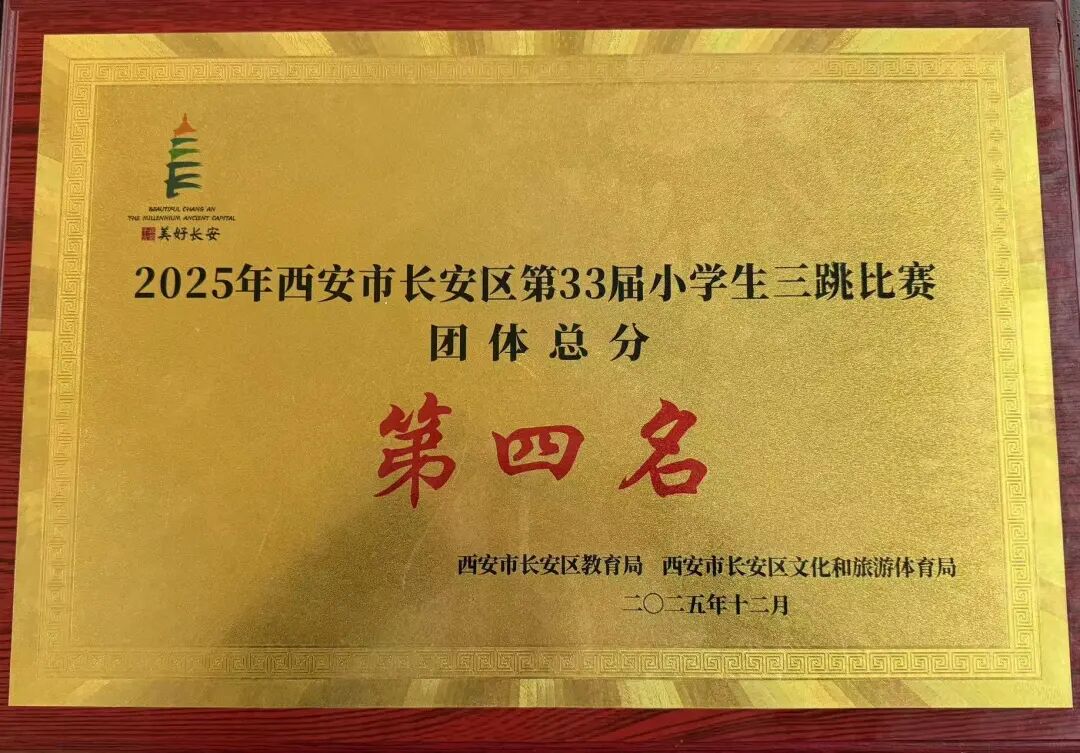 BEAUTIFUL CHANG'AN
THE MILLENNIUM ANCIENT CAPITAL
美好长安
2025年西安市长安区第33届小学生三跳比赛
团体总分
第四名
西安市长安区教育局 西安市长安区文化和旅游体育局
二〇二五年十二月